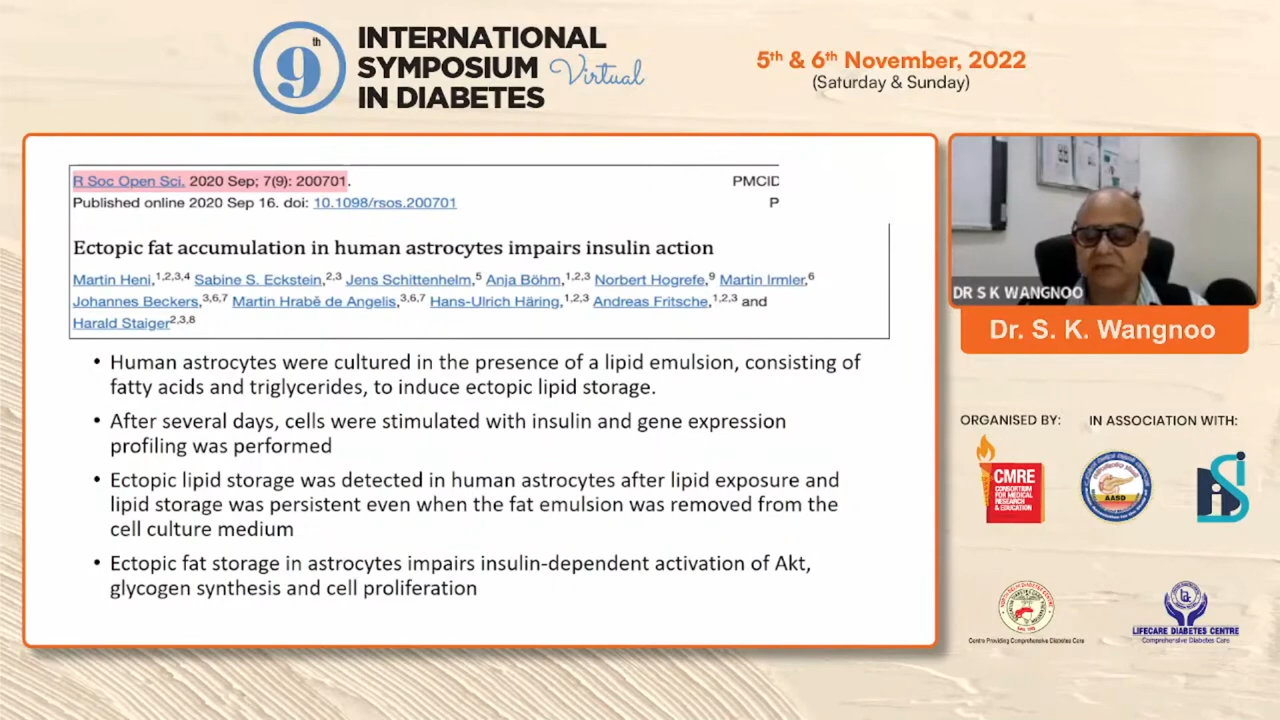 9th
INTERNATIONAL
SYMPOSIUM Virtual
IN DIABETES
5th & 6th November, 2022
(Saturday & Sunday)
R Soc Open Sci. 2020 Sep; 7(9): 200701.
PMCID
Published online 2020 Sep 16. doi: 10.1098/rsos.200701
P
Ectopic fat accumulation in human astrocytes impairs insulin action
Martin Heni,1,2,3,4 Sabine S. Eckstein,2,3 Jens Schittenhelm,5 Anja Böhm,1,2,3 Norbert Hogrefe,9 Martin Irmler,6
Johannes Beckers,3,6,7 Martin Hrabě de Angelis,3,6,7 Hans-Ulrich Häring,1,2,3 Andreas Fritsche,1,2,3 and
Harald Staiger2,3,8
• Human astrocytes were cultured in the presence of a lipid emulsion, consisting of
fatty acids and triglycerides, to induce ectopic lipid storage.
• After several days, cells were stimulated with insulin and gene expression
profiling was performed
• Ectopic lipid storage was detected in human astrocytes after lipid exposure and
lipid storage was persistent even when the fat emulsion was removed from the
cell culture medium
• Ectopic fat storage in astrocytes impairs insulin-dependent activation of Akt,
glycogen synthesis and cell proliferation
DR S K WANGNOO
Dr. S. K. Wangnoo
ORGANISED BY:
IN ASSOCIATION WITH:
CMRE
CONSORTIUM
FOR MEDICAL
RESEARCH
& EDUCATION
AASD
Centre Providing Comprehensive Diabetes Care
LIFECARE DIABETES CENTRE
Comprehensive Diabetes Care